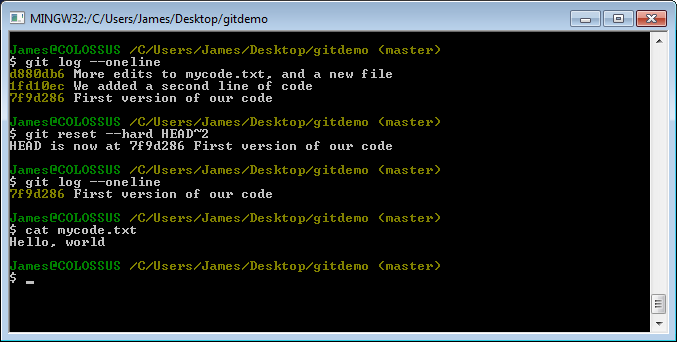 MINGW32:/C/Users/James/Desktop/gitdemo
James@COLOSSUS /C/Users/James/Desktop/gitdemo (master)
$ git log --oneline
d880db6 More edits to mycode.txt, and a new file
1fd10ec We added a second line of code
7f9d286 First version of our code
James@COLOSSUS /C/Users/James/Desktop/gitdemo (master)
$ git reset --hard HEAD~2
HEAD is now at 7f9d286 First version of our code
James@COLOSSUS /C/Users/James/Desktop/gitdemo (master)
$ git log --oneline
7f9d286 First version of our code
James@COLOSSUS /C/Users/James/Desktop/gitdemo (master)
$ cat mycode.txt
Hello, world
James@COLOSSUS /C/Users/James/Desktop/gitdemo (master)
$ _